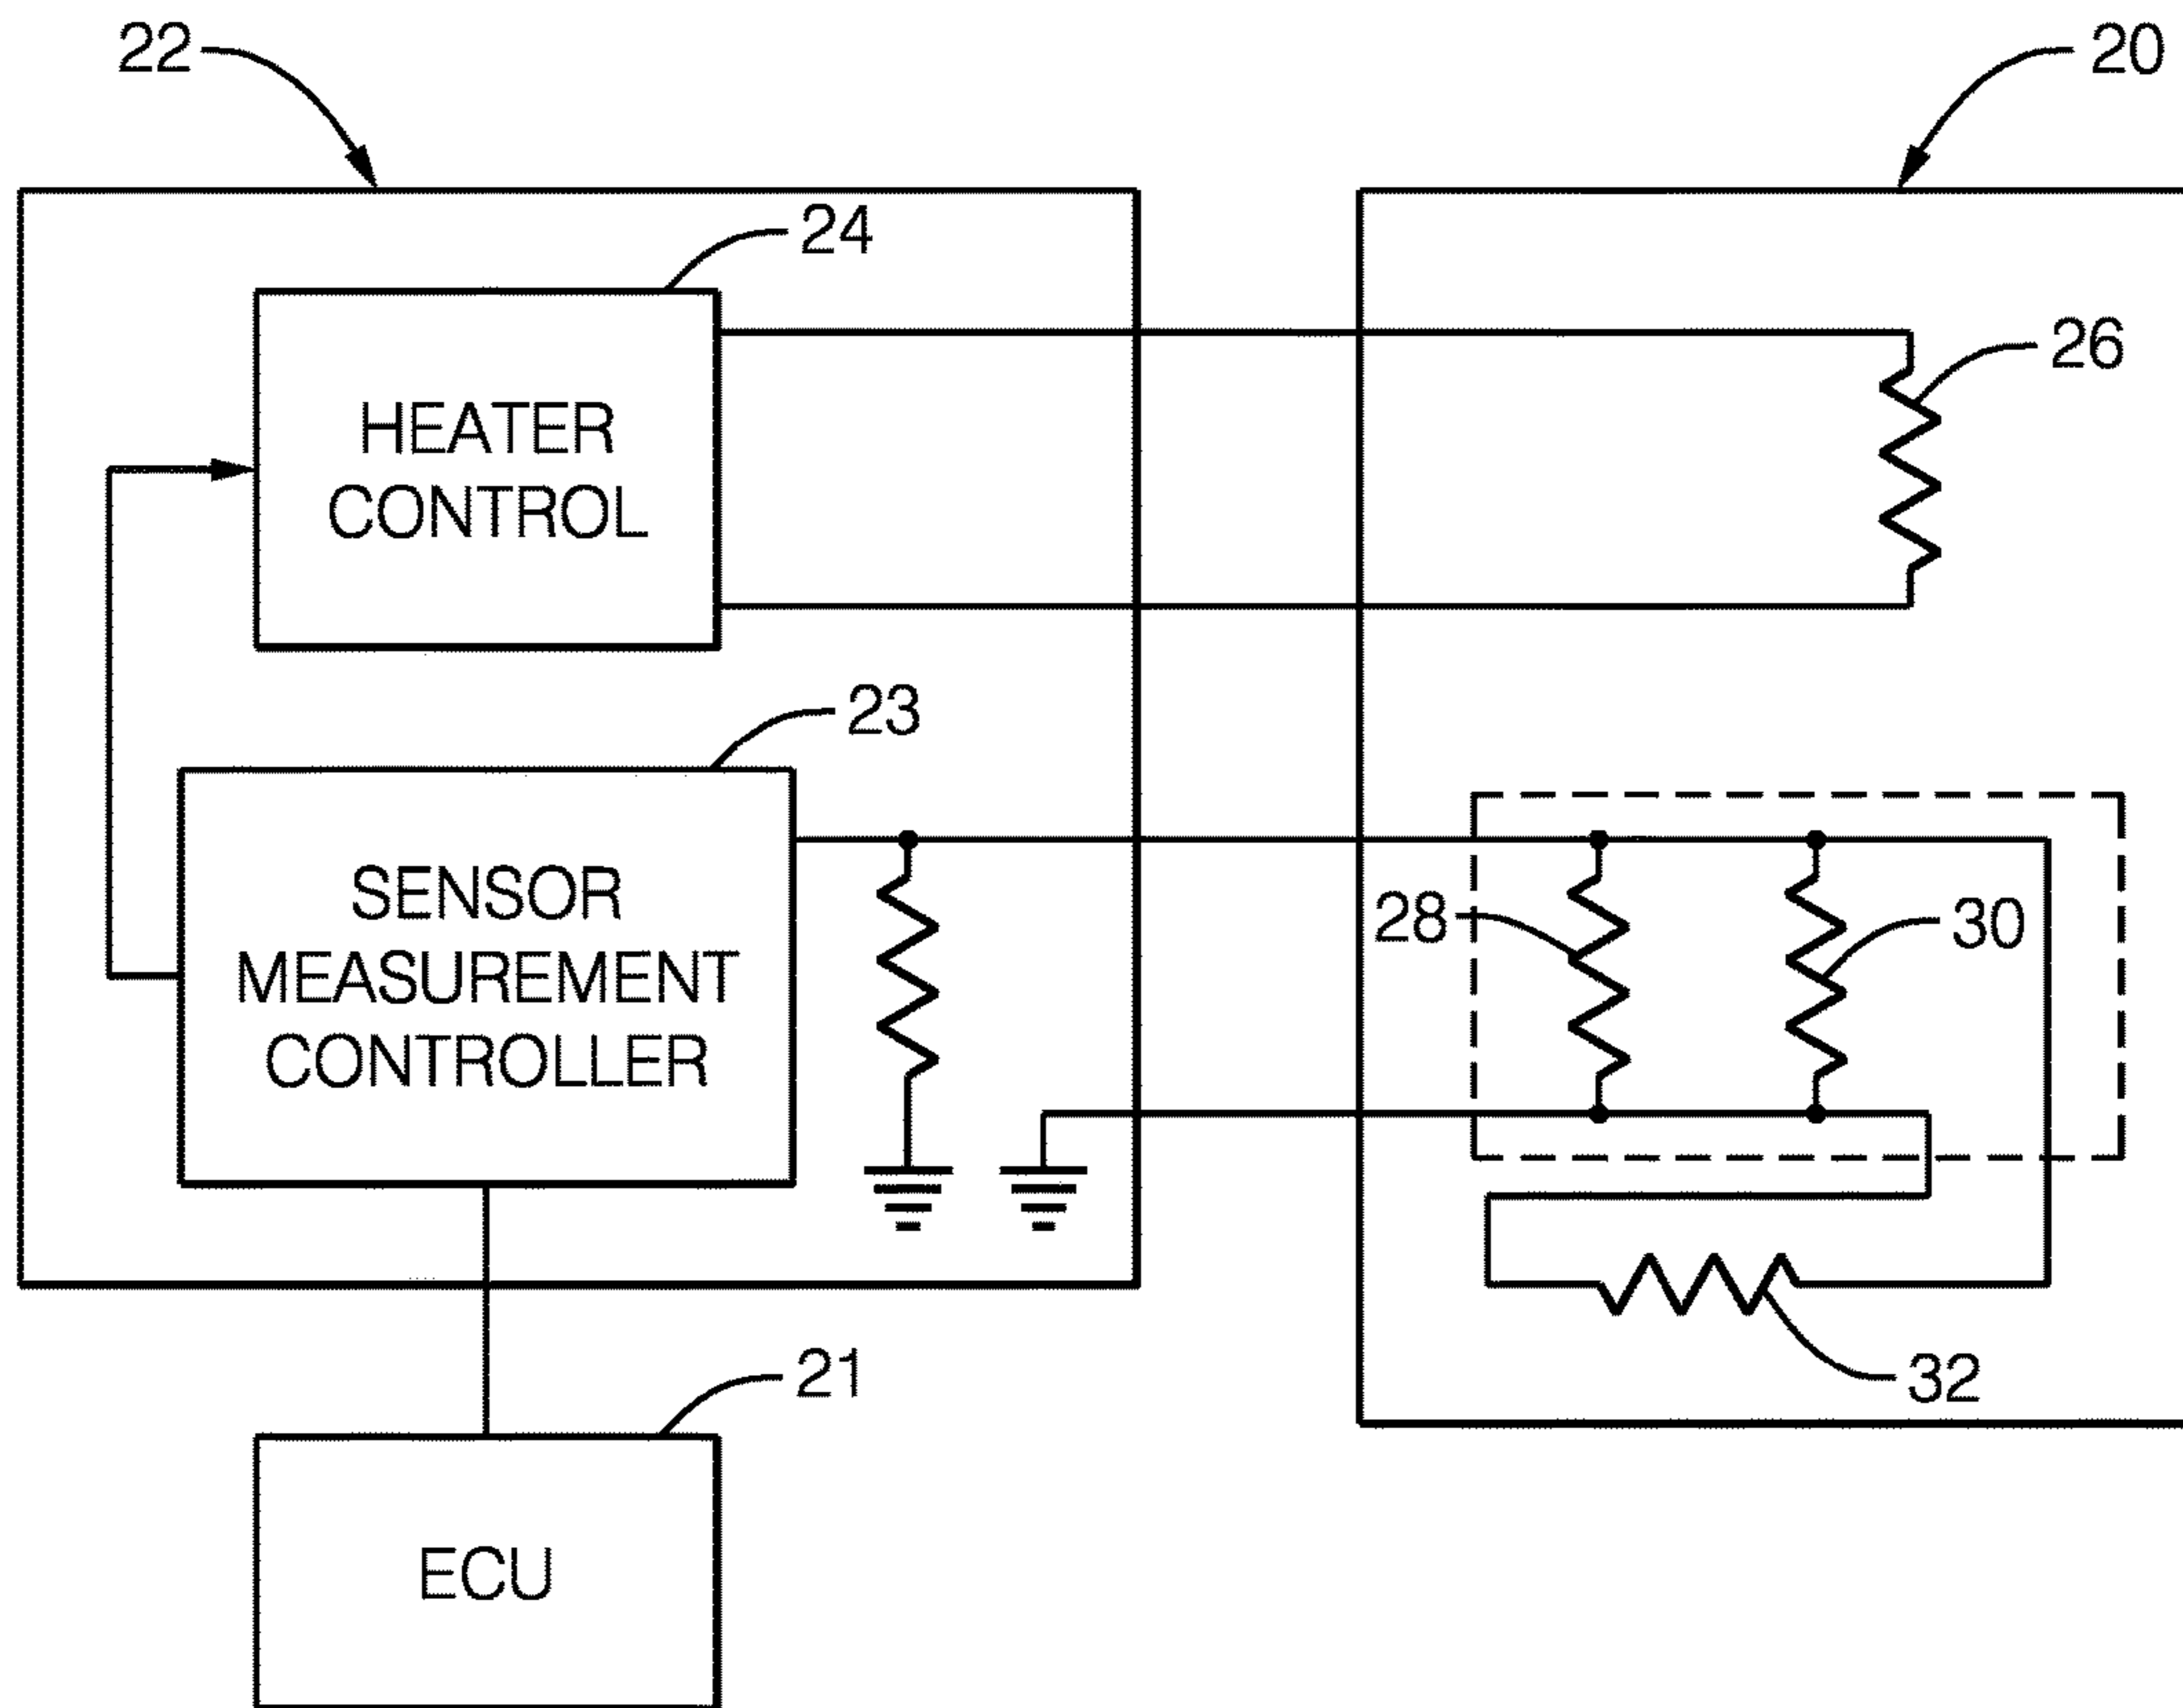 22
20
24
26
HEATER
CONTROL
23
SENSOR
MEASUREMENT
CONTROLLER
28
30
32
21
ECU